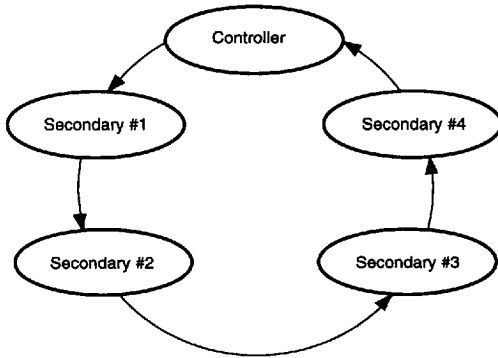 Controller
Secondary #1
Secondary #4
Secondary #2
Secondary #3